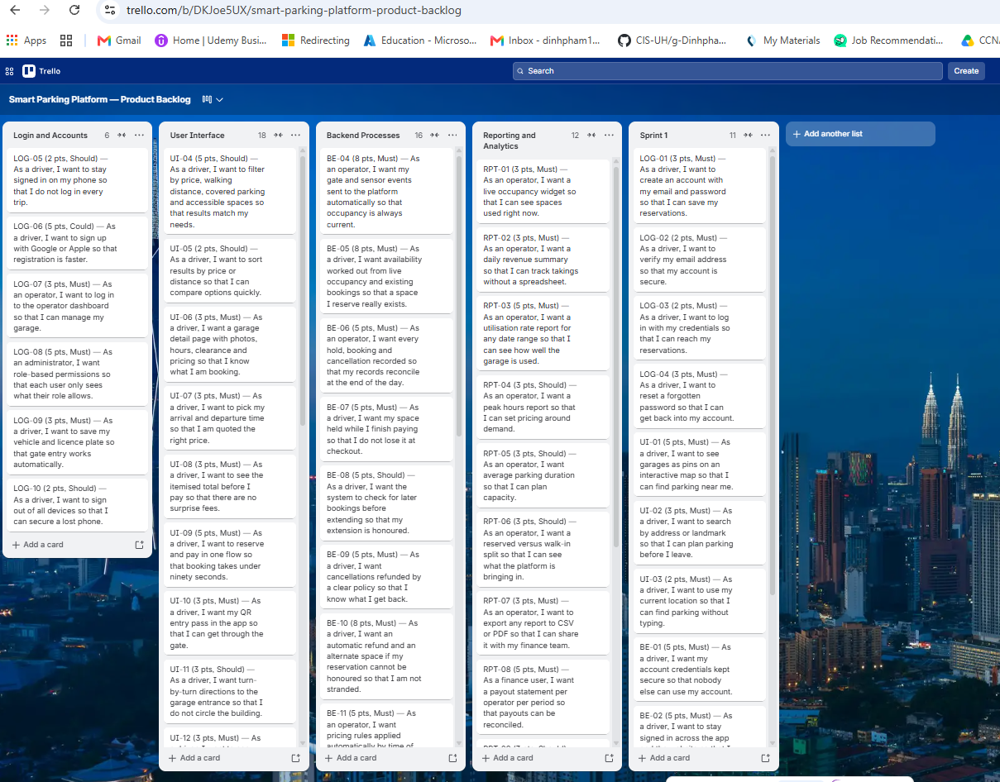 trello.com/b/DKJoe5UX/smart-parking-platform-product-backlog
Apps
Gmail
Home | Udemy Busi...
Redirecting
Education - Microso...
Inbox - dinhpham1...
CIS-UH/g-Dinhpha...
My Materials
Job Recommendati...
CCNA
Trello
Search
Create
Smart Parking Platform — Product Backlog
Login and Accounts
6
LOG-05 (2 pts, Should) —
As a driver, I want to stay
signed in on my phone so
that I do not log in every
trip.
LOG-06 (5 pts, Could) — As
a driver, I want to sign up
with Google or Apple so that
registration is faster.
LOG-07 (3 pts, Must) — As
an operator, I want to log in
to the operator dashboard
so that I can manage my
garage.
LOG-08 (5 pts, Must) — As
an administrator, I want
role-based permissions so
that each user only sees
what their role allows.
LOG-09 (3 pts, Must) — As
a driver, I want to save my
vehicle and licence plate so
that gate entry works
automatically.
LOG-10 (2 pts, Should) —
As a driver, I want to sign
out of all devices so that I
can secure a lost phone.
+ Add a card
User Interface
18
UI-04 (5 pts, Should) —
As a driver, I want to filter
by price, walking
distance, covered parking
and accessible spaces so
that results match my
needs.
UI-05 (2 pts, Should) —
As a driver, I want to sort
results by price or
distance so that I can
compare options quickly.
UI-06 (3 pts, Must) — As
a driver, I want a garage
detail page with photos,
hours, clearance and
pricing so that I know
what I am booking.
UI-07 (3 pts, Must) — As
a driver, I want to pick my
arrival and departure time
so that I am quoted the
right price.
UI-08 (3 pts, Must) — As
a driver, I want to see the
itemised total before I
pay so that there are no
surprise fees.
UI-09 (5 pts, Must) — As
a driver, I want to reserve
and pay in one flow so
that booking takes under
ninety seconds.
UI-10 (3 pts, Must) — As
a driver, I want my QR
entry pass in the app so
that I can get through the
gate.
UI-11 (3 pts, Should) —
As a driver, I want turn-
by-turn directions to the
garage entrance so that I
do not circle the building.
UI-12 (3 pts, Must) — As
+ Add a card
Backend Processes
16
BE-04 (8 pts, Must) — As
an operator, I want my
gate and sensor events
sent to the platform
automatically so that
occupancy is always
current.
BE-05 (8 pts, Must) — As
a driver, I want availability
worked out from live
occupancy and existing
bookings so that a space
I reserve really exists.
BE-06 (5 pts, Must) — As
an operator, I want every
hold, booking and
cancellation recorded so
that my records reconcile
at the end of the day.
BE-07 (5 pts, Must) — As
a driver, I want my space
held while I finish paying
so that I do not lose it at
checkout.
BE-08 (5 pts, Should) —
As a driver, I want the
system to check for later
bookings before
extending so that my
extension is honoured.
BE-09 (5 pts, Must) — As
a driver, I want
cancellations refunded by
a clear policy so that I
know what I get back.
BE-10 (8 pts, Must) — As
a driver, I want an
automatic refund and an
alternate space if my
reservation cannot be
honoured so that I am not
stranded.
BE-11 (5 pts, Must) — As
an operator, I want
pricing rules applied
automatically by time of
+ Add a card
Reporting and
Analytics
12
RPT-01 (3 pts, Must) —
As an operator, I want a
live occupancy widget so
that I can see spaces
used right now.
RPT-02 (3 pts, Must) —
As an operator, I want a
daily revenue summary
so that I can track takings
without a spreadsheet.
RPT-03 (5 pts, Must) —
As an operator, I want a
utilisation rate report for
any date range so that I
can see how well the
garage is used.
RPT-04 (3 pts, Should) —
As an operator, I want a
peak hours report so that
I can set pricing around
demand.
RPT-05 (3 pts, Should) —
As an operator, I want
average parking duration
so that I can plan
capacity.
RPT-06 (3 pts, Should) —
As an operator, I want a
reserved versus walk-in
split so that I can see
what the platform is
bringing in.
RPT-07 (3 pts, Must) —
As an operator, I want to
export any report to CSV
or PDF so that I can share
it with my finance team.
RPT-08 (5 pts, Must) —
As a finance user, I want
a payout statement per
operator per period so
that payouts can be
reconciled.
+ Add a card
Sprint 1
11
LOG-01 (3 pts, Must) —
As a driver, I want to
create an account with
my email and password
so that I can save my
reservations.
LOG-02 (2 pts, Must) —
As a driver, I want to
verify my email address
so that my account is
secure.
LOG-03 (2 pts, Must) —
As a driver, I want to log
in with my credentials so
that I can reach my
reservations.
LOG-04 (3 pts, Must) —
As a driver, I want to
reset a forgotten
password so that I can
get back into my account.
UI-01 (5 pts, Must) — As
a driver, I want to see
garages as pins on an
interactive map so that I
can find parking near me.
UI-02 (3 pts, Must) — As
a driver, I want to search
by address or landmark
so that I can plan parking
before I leave.
UI-03 (2 pts, Must) — As
a driver, I want to use my
current location so that I
can find parking without
typing.
BE-01 (5 pts, Must) — As
a driver, I want my
account credentials kept
secure so that nobody
else can use my account.
BE-02 (5 pts, Must) — As
a driver, I want to stay
signed in across the app
+ Add a card
+ Add another list